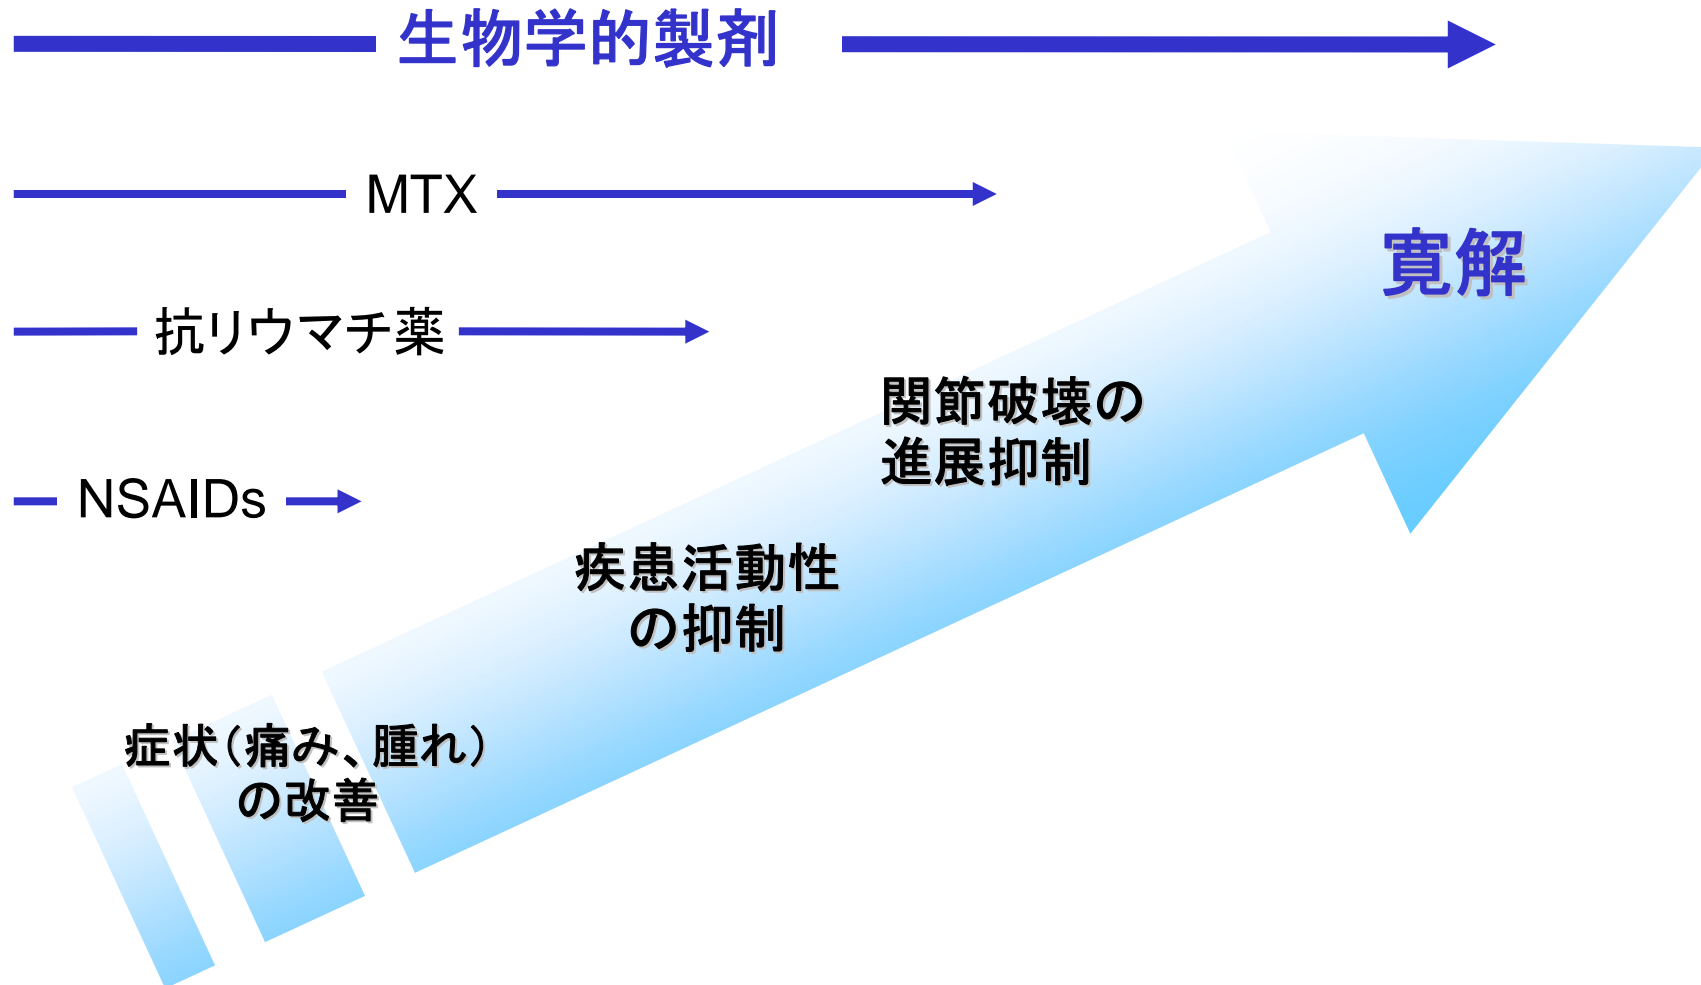 生物学的製剤
MTX
寛解
抗リウマチ薬
関節破壊の
進展抑制
NSAIDs
疾患活動性
の抑制
症状(痛み、腫れ)
の改善